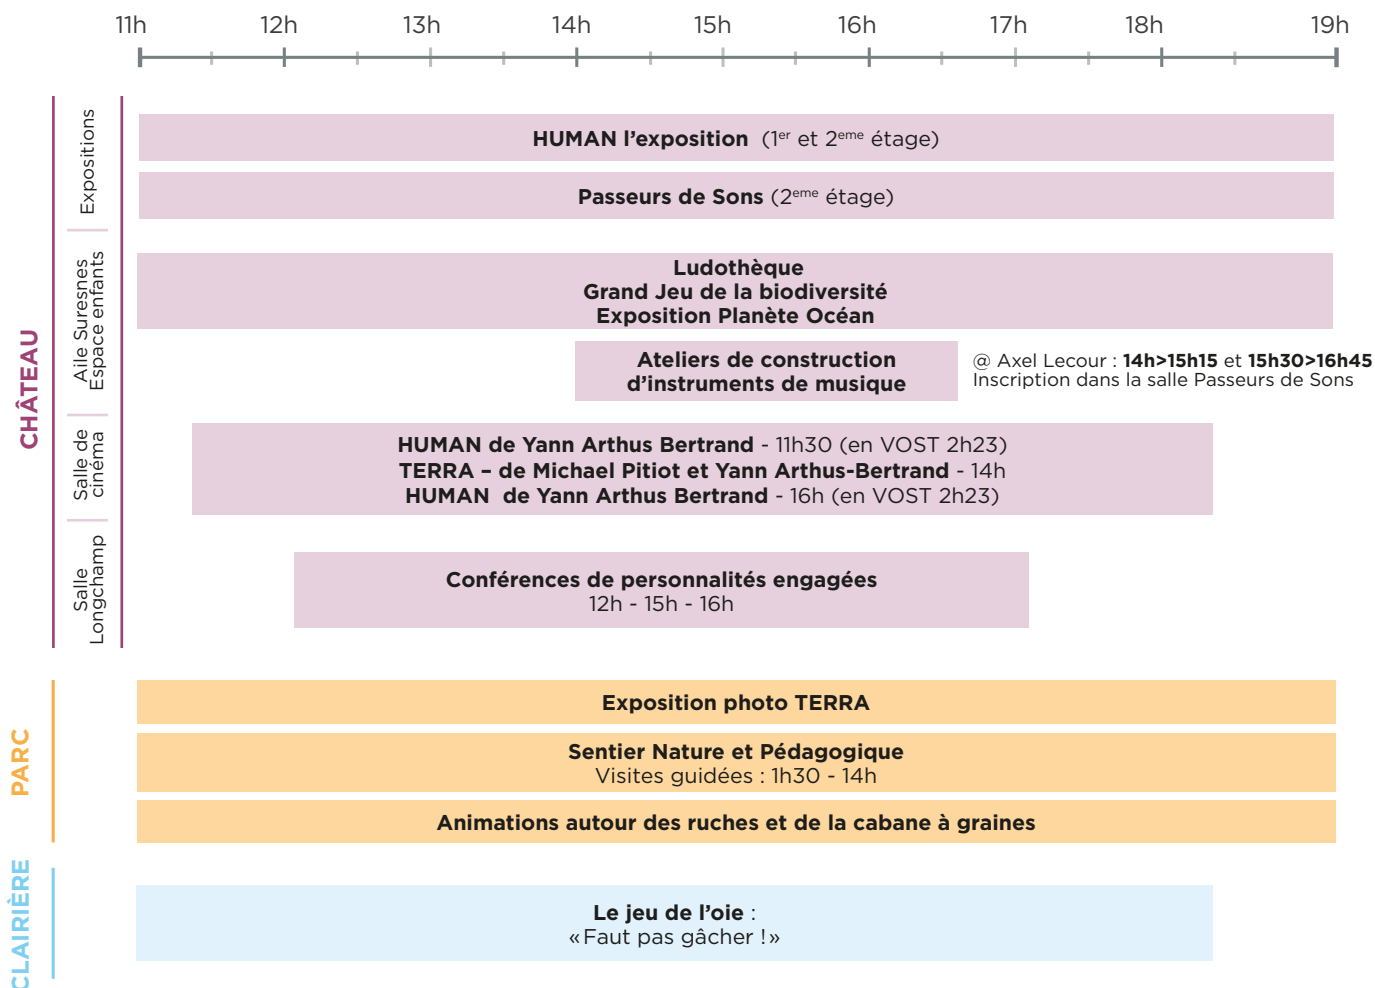 11h 12h 13h 14h 15h 16h 17h 18h 19h
CHÂTEAU
Expositions
HUMAN l’exposition (1er et 2eme étage)
Passeurs de Sons (2eme étage)
Aile Suresnes
Espace enfants
Ludothèque
Grand Jeu de la biodiversité
Exposition Planète Océan
Ateliers de construction
d’instruments de musique
@ Axel Lecour : 14h>15h15 et 15h30>16h45
Inscription dans la salle Passeurs de Sons
Salle de
cinéma
HUMAN de Yann Arthus Bertrand - 11h30 (en VOST 2h23)
TERRA – de Michael Pitiot et Yann Arthus-Bertrand - 14h
HUMAN de Yann Arthus Bertrand - 16h (en VOST 2h23)
Salle
Longchamp
Conférences de personnalités engagées
12h - 15h - 16h
PARC
Exposition photo TERRA
Sentier Nature et Pédagogique
Visites guidées : 1h30 - 14h
Animations autour des ruches et de la cabane à graines
CLAIRIÈRE
Le jeu de l’oie :
«Faut pas gâcher !»